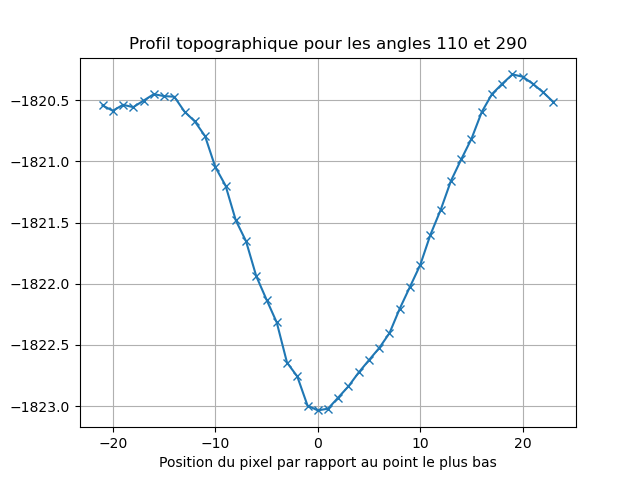 Profil topographique pour les angles 110 et 290
−1820.5
−1821.0
−1821.5
−1822.0
−1822.5
−1823.0
−20 −10 0 10 20
Position du pixel par rapport au point le plus bas